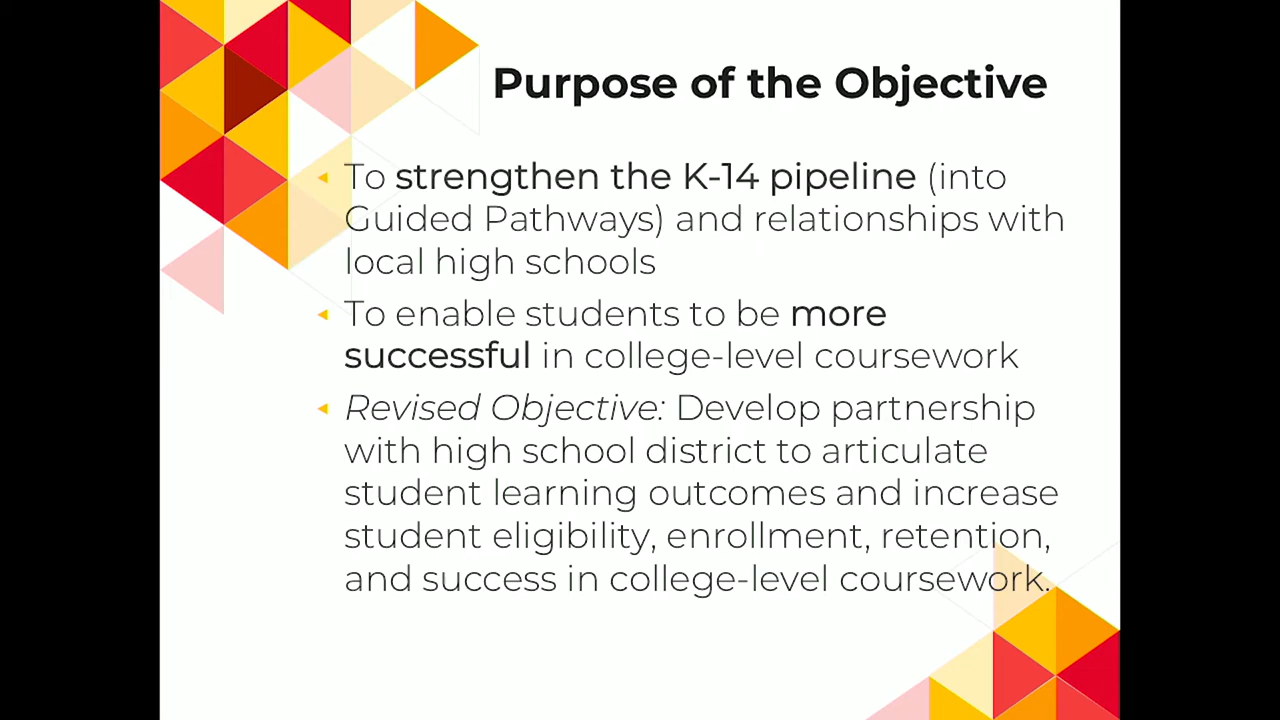 Purpose of the Objective
To strengthen the K-14 pipeline (into
Guided Pathways) and relationships with
local high schools
To enable students to be more
successful in college-level coursework
Revised Objective: Develop partnership
with high school district to articulate
student learning outcomes and increase
student eligibility, enrollment, retention,
and success in college-level coursework.